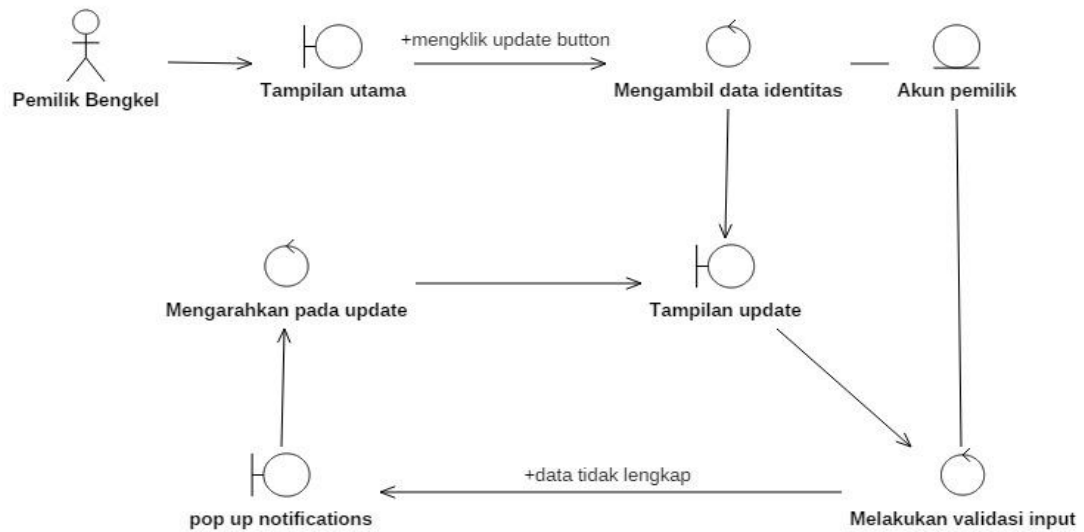 +mengklik update button
Pemilik Bengkel
Tampilan utama
Mengambil data identitas
Akun pemilik
Mengarahkan pada update
Tampilan update
+data tidak lengkap
pop up notifications
Melakukan validasi input